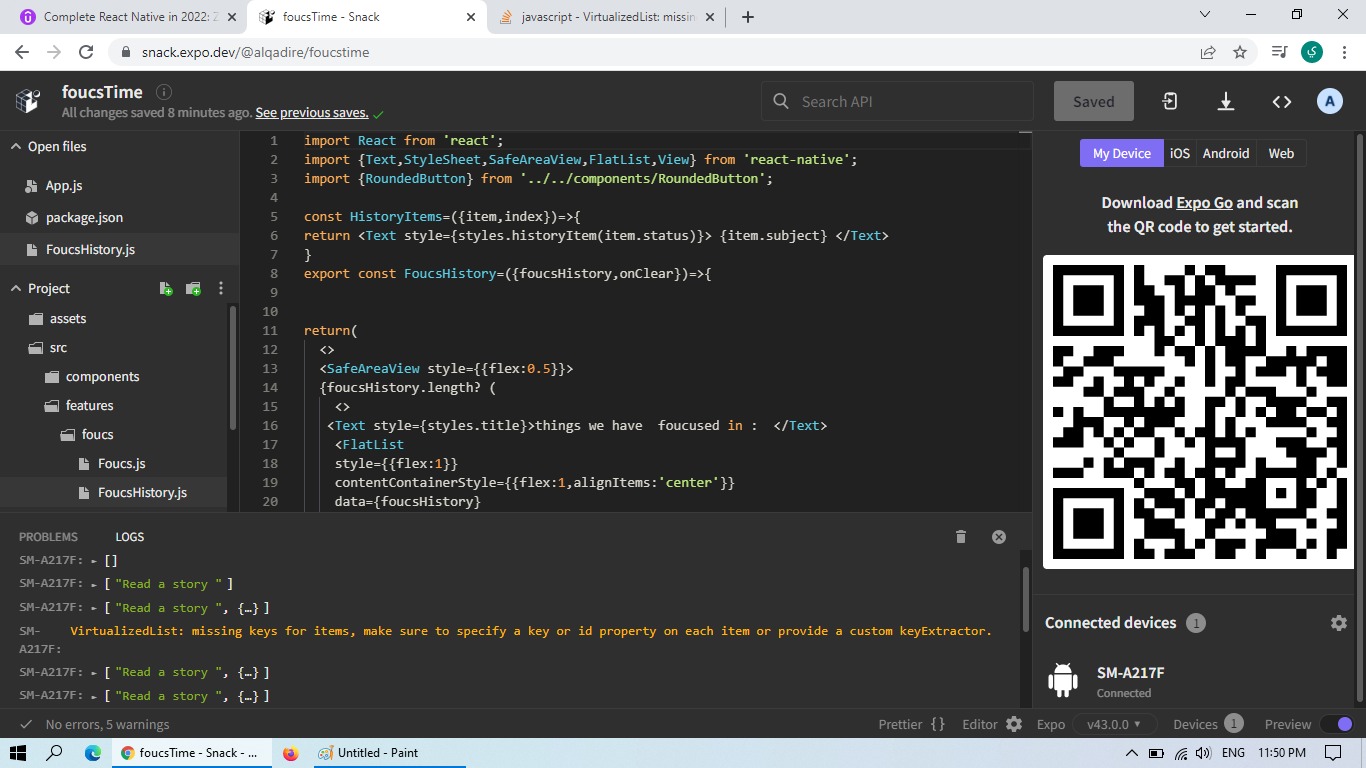 Complete React Native in 2022: Z
foucsTime - Snack
javascript - VirtualizedList: missin
snack.expo.dev/@alqadire/foucstime
foucsTime
All changes saved 8 minutes ago. See previous saves.
Search API
Saved
A
Open files
App.js
package.json
FoucsHistory.js
Project
assets
src
components
features
foucs
Foucs.js
FoucsHistory.js
1 import React from 'react';
2 import {Text,StyleSheet,SafeAreaView,FlatList,View} from 'react-native';
3 import {RoundedButton} from '../../components/RoundedButton';
4
5 const HistoryItems=({item,index})=>{
6 return <Text style={styles.historyItem(item.status)}> {item.subject} </Text>
7 }
8 export const FoucsHistory=({foucsHistory,onClear})=>{
9
10
11 return(
12 <>
13 <SafeAreaView style={{flex:0.5}}>
14 {foucsHistory.length? (
15 <>
16 <Text style={styles.title}>things we have  foucused in :  </Text>
17 <FlatList
18 style={{flex:1}}
19 contentContainerStyle={{flex:1,alignItems:'center'}}
20 data={foucsHistory}
My Device iOS Android Web
Download Expo Go and scan
the QR code to get started.
PROBLEMS LOGS
SM-A217F: ► []
SM-A217F: ► ["Read a story "]
SM-A217F: ► ["Read a story ", {…}]
SM-A217F: VirtualizedList: missing keys for items, make sure to specify a key or id property on each item or provide a custom keyExtractor.
SM-A217F: ► ["Read a story ", {…}]
SM-A217F: ► ["Read a story ", {…}]
Connected devices 1
SM-A217F
Connected
No errors, 5 warnings
Prettier {} Editor Expo v43.0.0 ▾ Devices 1 Preview
foucsTime - Snack - ...
Untitled - Paint
ENG 11:50 PM